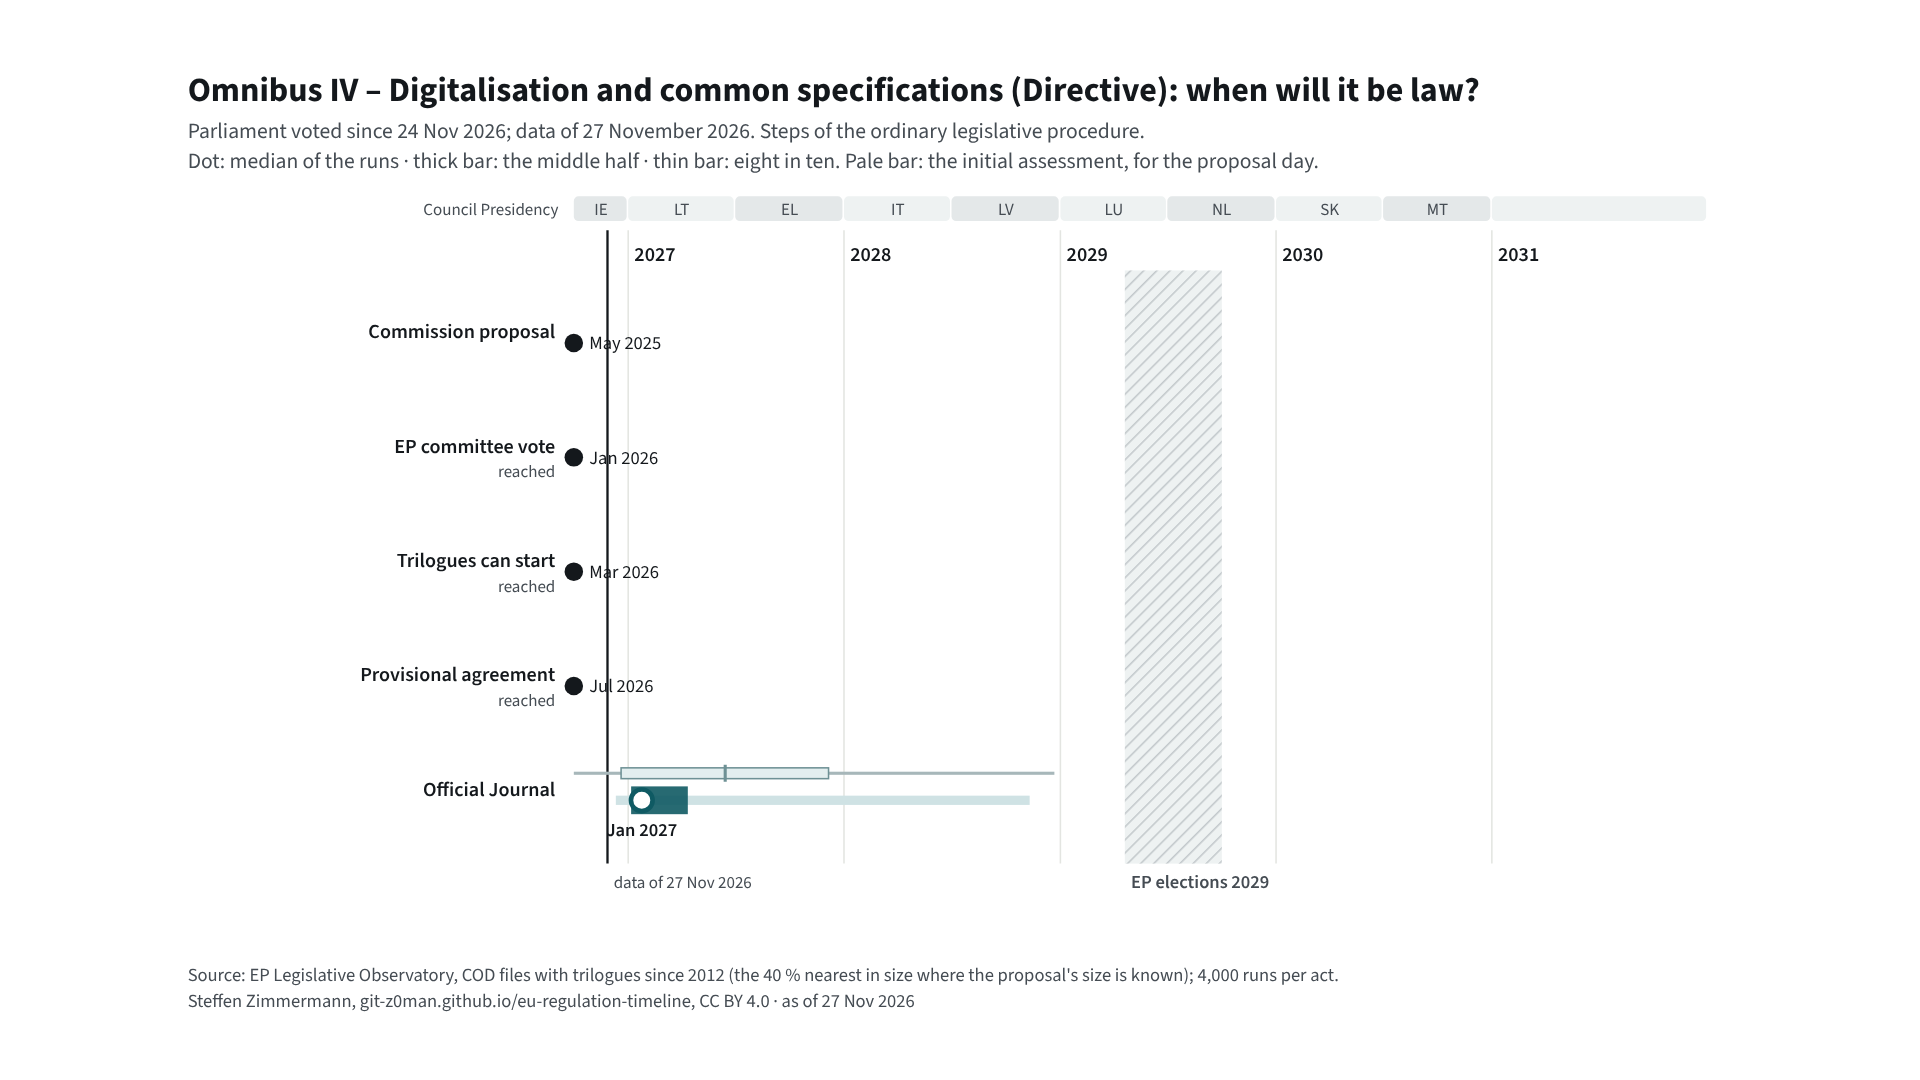 Omnibus IV – Digitalisation and common specifications (Directive): when will it be law?
Parliament voted since 24 Nov 2026; data of 27 November 2026. Steps of the ordinary legislative procedure.
Dot: median of the runs · thick bar: the middle half · thin bar: eight in ten. Pale bar: the initial assessment, for the proposal day.
Council Presidency IE LT EL IT LV LU NL SK MT
2027 2028 2029 2030 2031
Commission proposal May 2025
EP committee vote
reached
Jan 2026
Trilogues can start
reached
Mar 2026
Provisional agreement
reached
Jul 2026
Official Journal
Jan 2027
data of 27 Nov 2026
EP elections 2029
Source: EP Legislative Observatory, COD files with trilogues since 2012 (the 40 % nearest in size where the proposal's size is known); 4,000 runs per act.
Steffen Zimmermann, git-z0man.github.io/eu-regulation-timeline, CC BY 4.0 · as of 27 Nov 2026